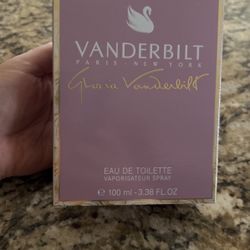 VANDERBILT
PARIS - NEW YORK
Gloria Vanderbilt
EAU DE TOILETTE
VAPORISATEUR SPRAY
℮ 100 ml - 3.38 FL.OZ